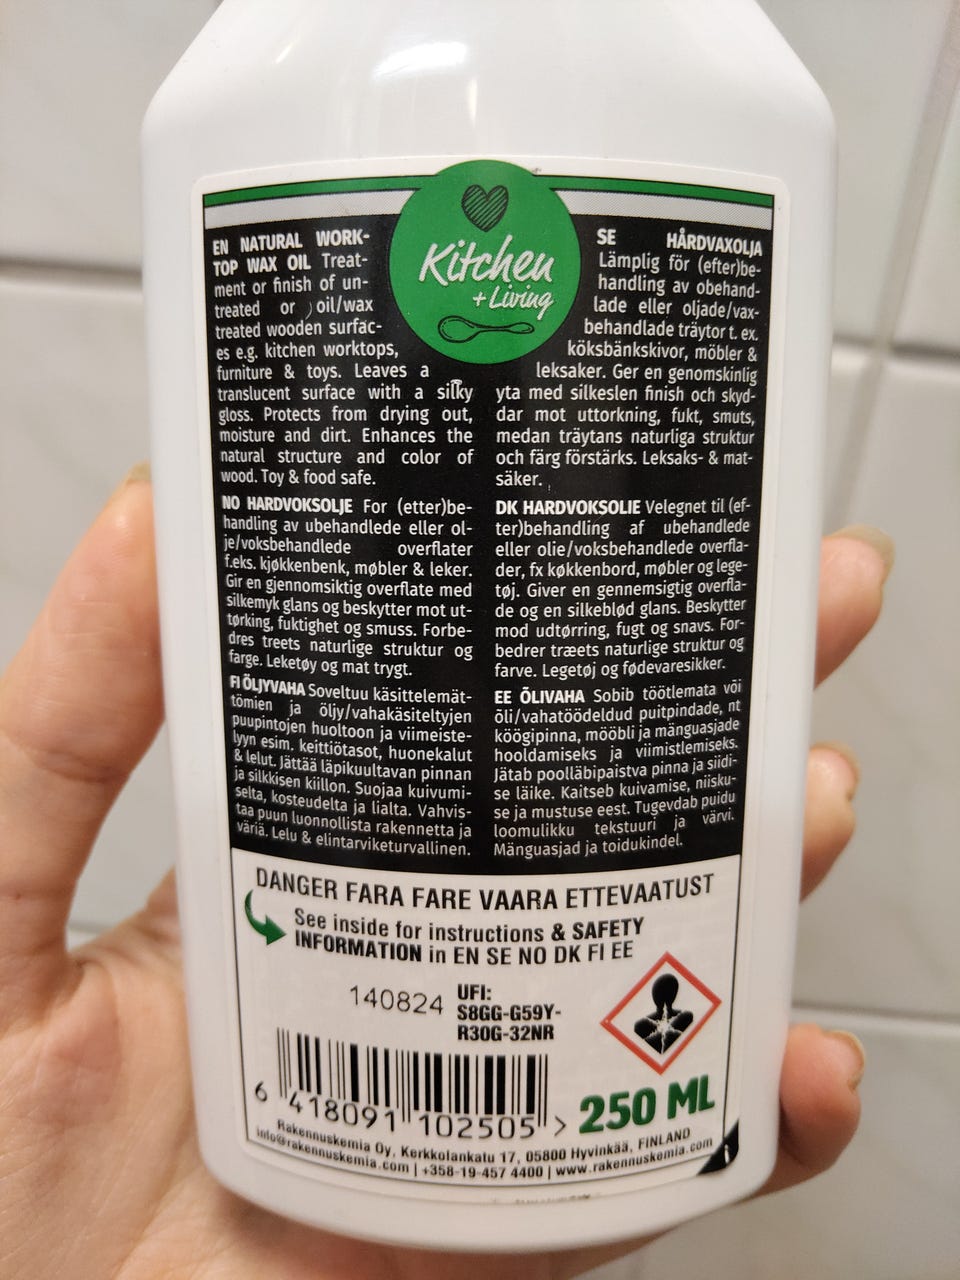 Kitchen
+ Living
EN NATURAL WORK-
TOP WAX OIL Treat-
ment or finish of un-
treated or oil/wax
treated wooden surfac-
es e.g. kitchen worktops,
furniture & toys. Leaves a
translucent surface with a silky
gloss. Protects from drying out,
moisture and dirt. Enhances the
natural structure and color of
wood. Toy & food safe.
SE HÅRDVAXOLJA
Lämplig för (efter)be-
handling av obehand-
lade eller oljade/vax-
behandlade träytor t. ex.
köksbänkskivor, möbler &
leksaker. Ger en genomskinlig
yta med silkeslen finish och skyd-
dar mot uttorkning, fukt, smuts,
medan träytans naturliga struktur
och färg förstärks. Leksaks- & mat-
säker.
NO HARDVOKSOLJE For (etter)be-
handling av ubehandlede eller ol-
je/voksbehandlede overflater
f.eks. kjøkkenbenk, møbler & leker.
Gir en gjennomsiktig overflate med
silkemyk glans og beskytter mot ut-
tørking, fuktighet og smuss. Forbe-
dres treets naturlige struktur og
farge. Leketøy og mat trygt.
DK HARDVOKSOLIE Velegnet til (ef-
ter)behandling af ubehandlede
eller olie/voksbehandlede overfla-
der, fx køkkenbord, møbler og lege-
tøj. Giver en gennemsigtig overfla-
de og en silkeblød glans. Beskytter
mod udtørring, fugt og snavs. For-
bedrer træets naturlige struktur og
farve. Legetøj og fødevaresikker.
FI ÖLJYVAHA Soveltuu käsittelemät-
tömien ja öljy/vahakäsiteltyjen
puupintojen huoltoon ja viimeiste-
lyyn esim. keittiötasot, huonekalut
& lelut. Jättää läpikuultavan pinnan
ja silkkisen kiillon. Suojaa kuivumi-
selta, kosteudelta ja lialta. Vahvis-
taa puun luonnollista rakennetta ja
väriä. Lelu & elintarviketurvallinen.
EE ÕLIVAHA Sobib töötlemata või
õli/vahatöödeldud puitpindade, nt
köögipinna, mööbli ja mänguasjade
hooldamiseks ja viimistlemiseks.
Jätab poolläbipaistva pinna ja siidi-
se läike. Kaitseb kuivamise, niisku-
se ja mustuse eest. Tugevdab puidu
loomulikku tekstuuri ja värvi.
Mänguasjad ja toidukindel.
DANGER FARA FARE VAARA ETTEVAATUST
See inside for instructions & SAFETY
INFORMATION in EN SE NO DK FI EE
140824
UFI:
S8GG-G59Y-
R30G-32NR
6 418091 102505 >
250 ML
Rakennuskemia Oy, Kerkkolankatu 17, 05800 Hyvinkää, FINLAND
info@rakennuskemia.com | +358-19-457 4400 | www.rakennuskemia.com